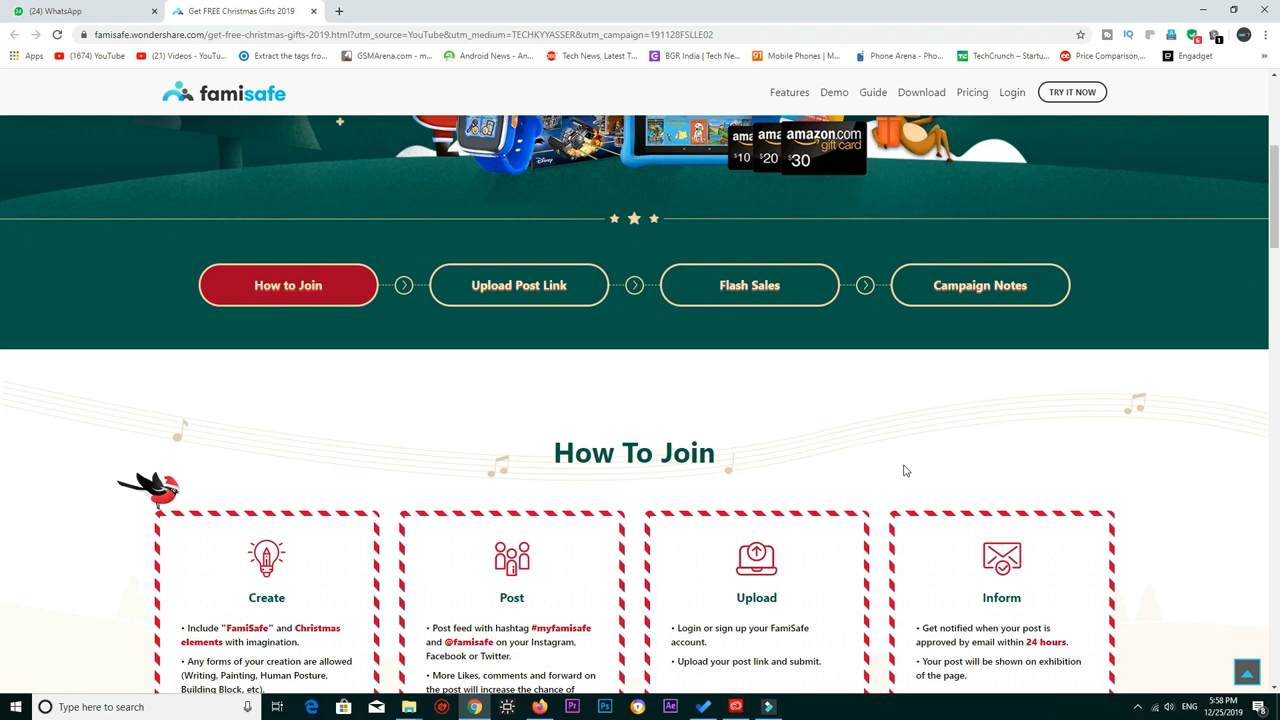 (24) WhatsApp
Get FREE Christmas Gifts 2019
famisafe.wondershare.com/get-free-christmas-gifts-2019.html?utm_source=YouTube&utm_medium=TECHKYYASSER&utm_campaign=191128FSLLE02
Apps (1674) YouTube (21) Videos - YouTu... Extract the tags fro... GSMArena.com - m... Android News - An... Tech News, Latest T... BGR India | Tech Ne... Mobile Phones | M... Phone Arena - Pho... TechCrunch – Startu... Price Comparison,... Engadget
famisafe
Features Demo Guide Download Pricing Login TRY IT NOW
ama ama amazon.com
gift card
$10 $20 $30
Disney
How to Join Upload Post Link Flash Sales Campaign Notes
How To Join
Create
• Include "FamiSafe" and Christmas
elements with imagination.
• Any forms of your creation are allowed
(Writing, Painting, Human Posture,
Building Block, etc).
Post
• Post feed with hashtag #myfamisafe
and @famisafe on your Instagram,
Facebook or Twitter.
• More Likes, comments and forward on
the post will increase the chance of
Upload
• Login or sign up your FamiSafe
account.
• Upload your post link and submit.
Inform
• Get notified when your post is
approved by email within 24 hours.
• Your post will be shown on exhibition
of the page.
Type here to search
ENG
5:58 PM
12/25/2019